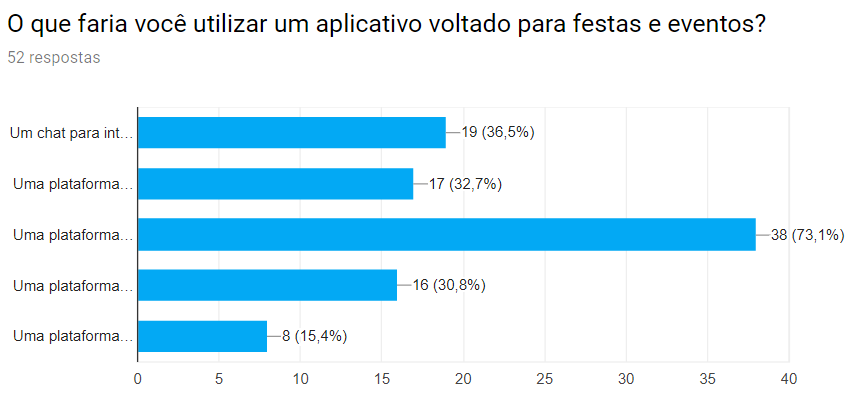 O que faria você utilizar um aplicativo voltado para festas e eventos?
52 respostas
Um chat para int…
19 (36,5%)
Uma plataforma…
17 (32,7%)
Uma plataforma…
38 (73,1%)
Uma plataforma…
16 (30,8%)
Uma plataforma…
8 (15,4%)
0 5 10 15 20 25 30 35 40